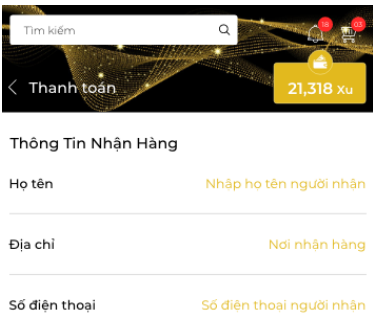 Tìm kiếm
18
03
Thanh toán
21,318 Xu
Thông Tin Nhận Hàng
Họ tên
Nhập họ tên người nhận
Địa chỉ
Nơi nhận hàng
Số điện thoại
Số điện thoại người nhận